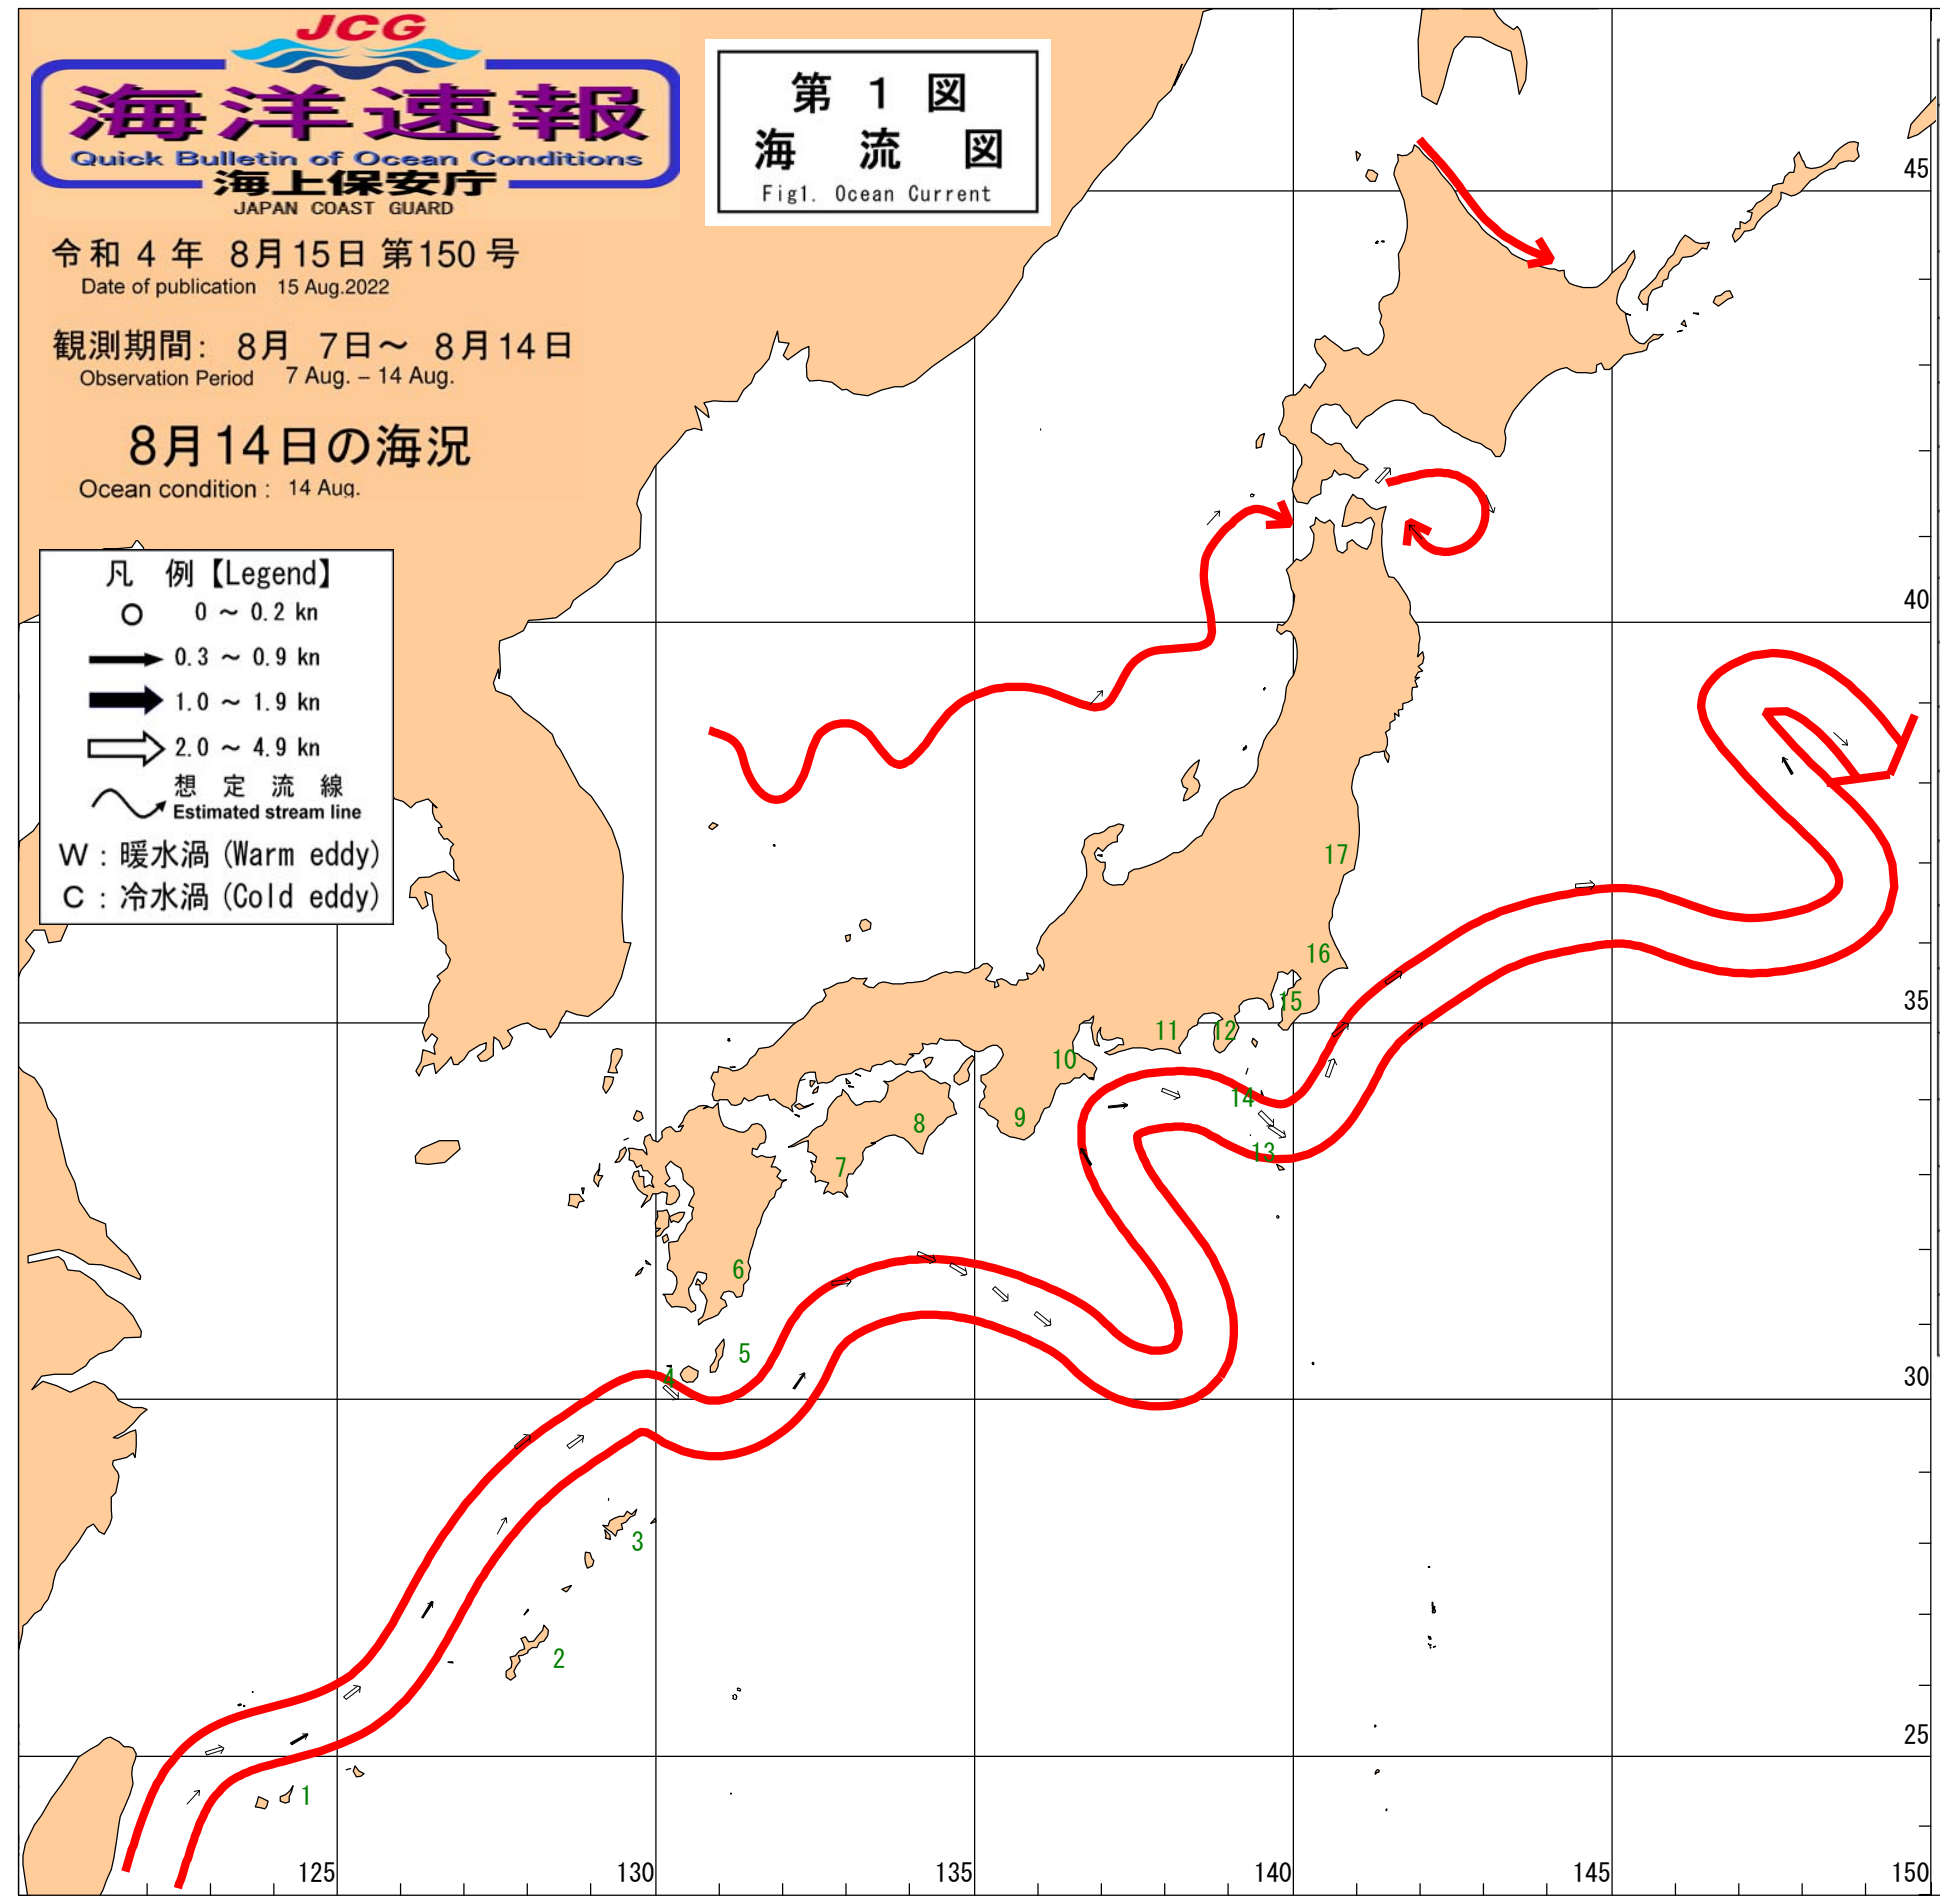 JCG
海洋速報
Quick Bulletin of Ocean Conditions
海上保安庁
JAPAN COAST GUARD
第 1 図
海 流 図
Fig1. Ocean Current
令和 4 年 8月15日 第150 号
Date of publication 15 Aug.2022
観測期間: 8月 7日～ 8月14日
Observation Period 7 Aug. – 14 Aug.
8月14日の海況
Ocean condition : 14 Aug.
凡 例【Legend】
0 ～ 0.2 kn
0.3 ～ 0.9 kn
1.0 ～ 1.9 kn
2.0 ～ 4.9 kn
想 定 流 線
Estimated stream line
W : 暖水渦 (Warm eddy)
C : 冷水渦 (Cold eddy)
45
40
17
16
35
15
11
12
10
14
9
8
13
7
6
5
4
30
3
2
25
1
125
130
135
140
145
150